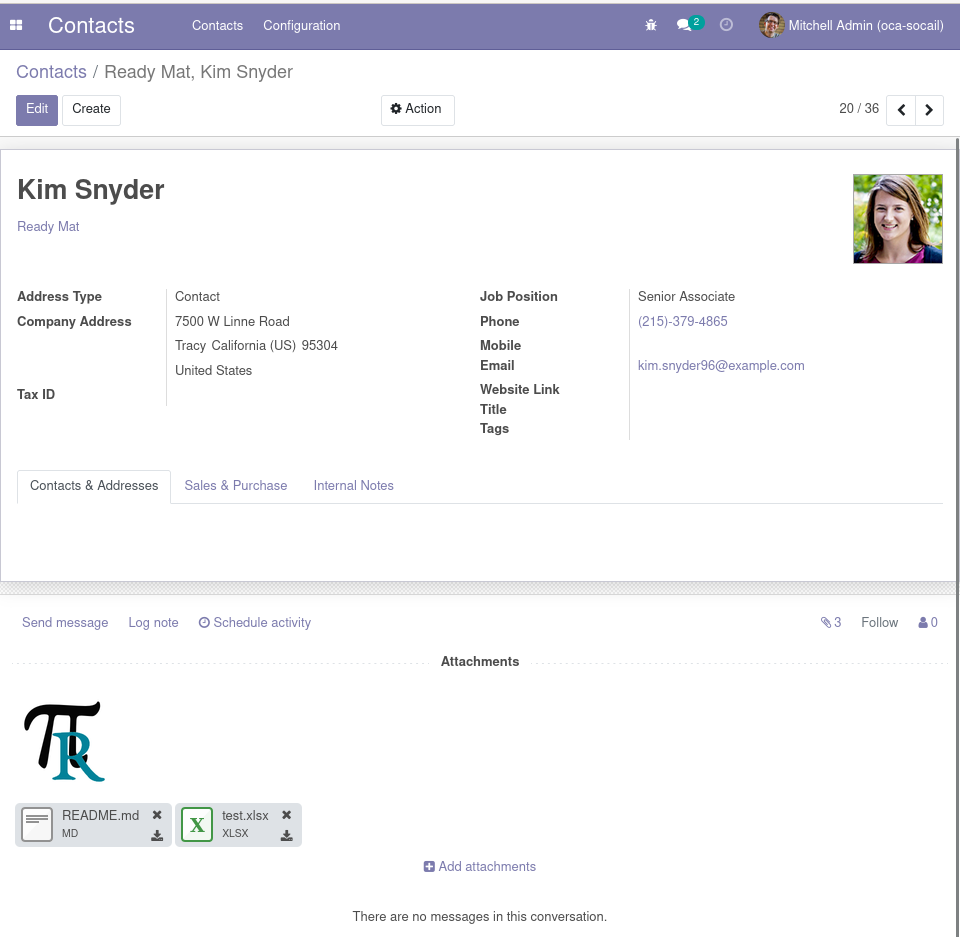 Contacts Contacts Configuration 2 Mitchell Admin (oca-socail)
Contacts / Ready Mat, Kim Snyder
Edit Create Action 20 / 36
Kim Snyder
Ready Mat
Address Type Contact
Company Address 7500 W Linne Road
Tracy California (US) 95304
United States
Tax ID
Job Position Senior Associate
Phone (215)-379-4865
Mobile
Email kim.snyder96@example.com
Website Link
Title
Tags
Contacts & Addresses Sales & Purchase Internal Notes
Send message Log note Schedule activity 3 Follow 0
Attachments
πR
README.md
MD
test.xlsx
X XLSX
Add attachments
There are no messages in this conversation.